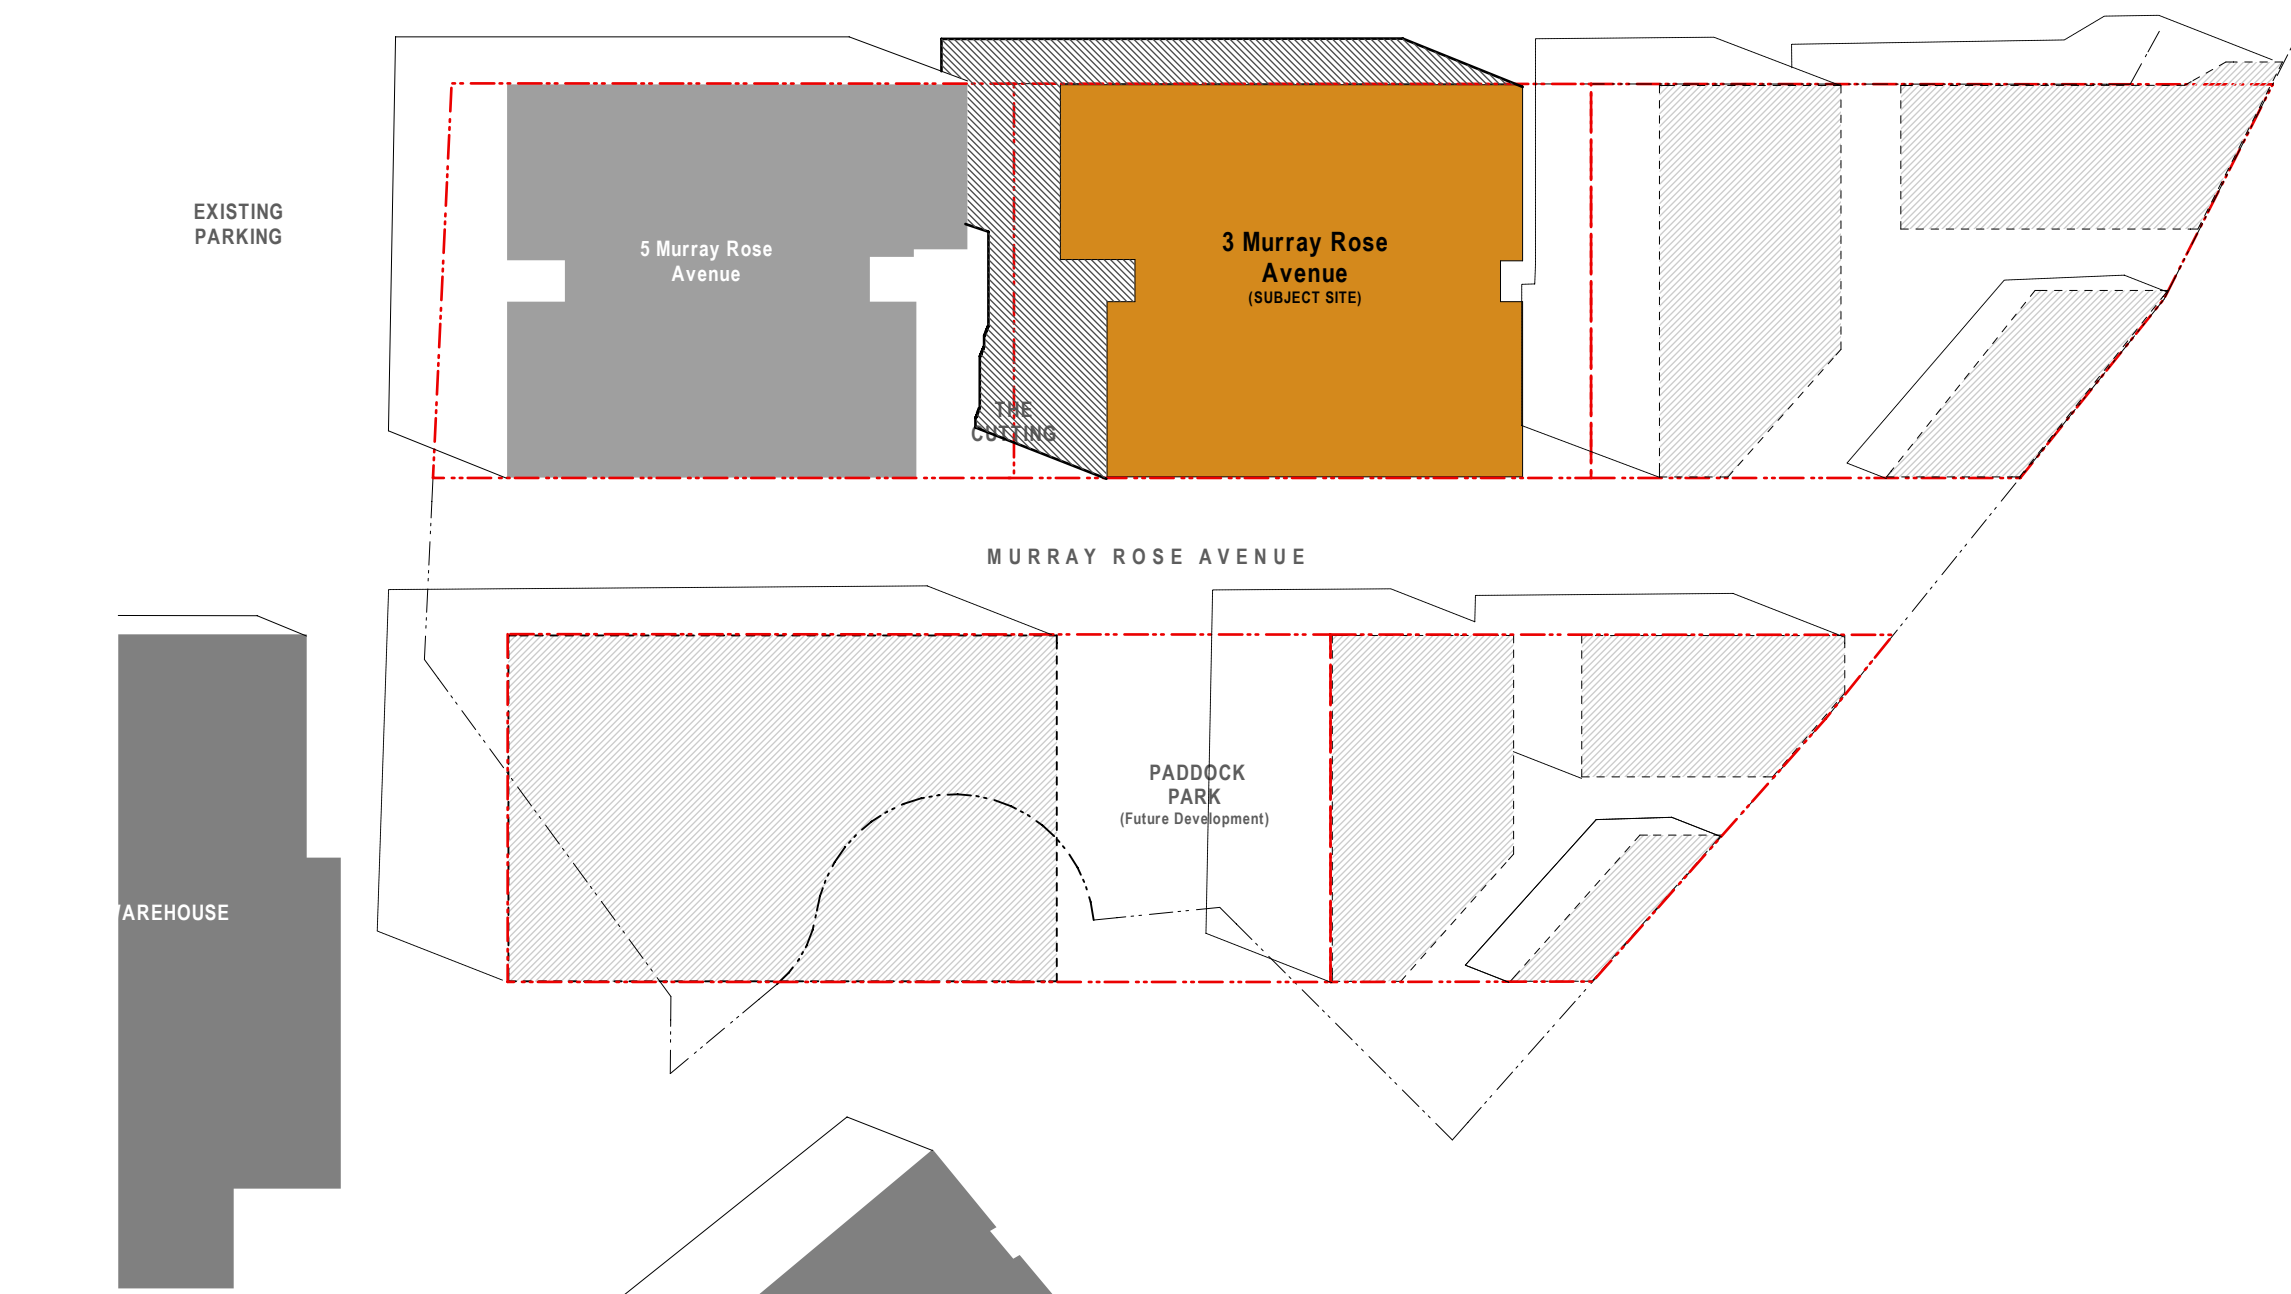 EXISTING
PARKING
5 Murray Rose
Avenue
3 Murray Rose
Avenue
(SUBJECT SITE)
THE
CUTTING
MURRAY ROSE AVENUE
PADDOCK
PARK
(Future Development)
AREHOUSE